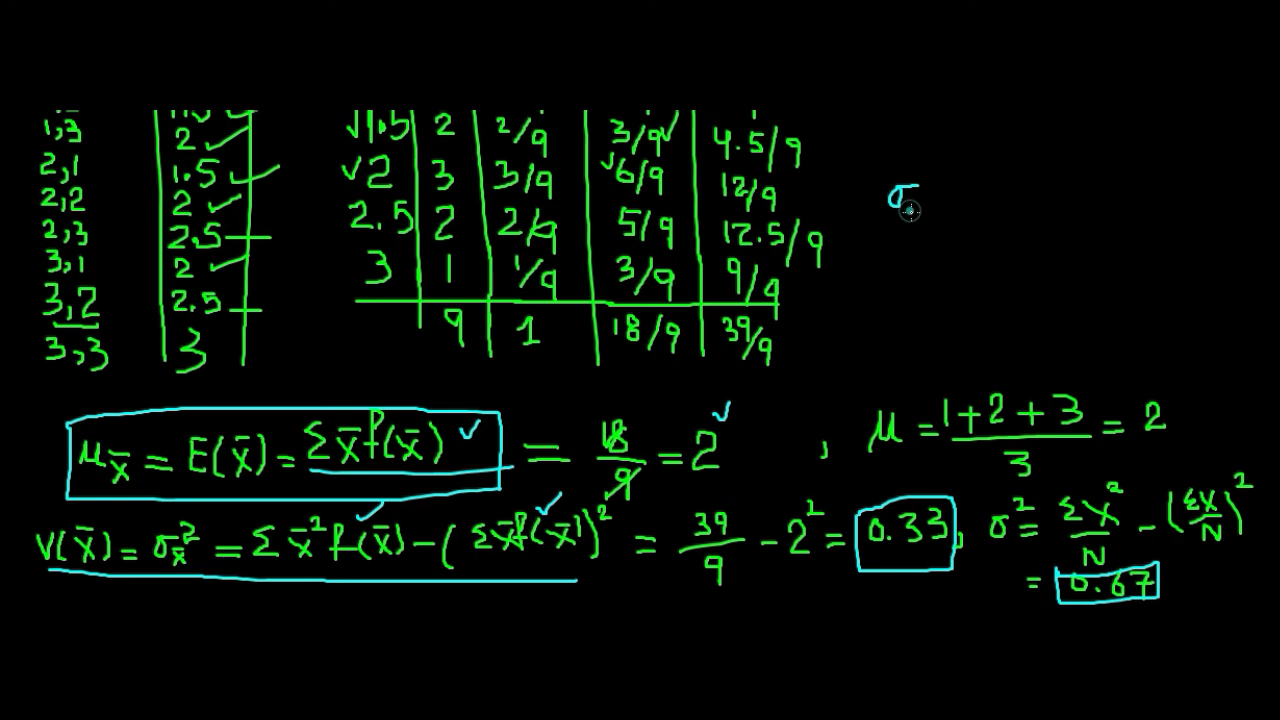 1,3 | 2 ✓ | √1.5 | 2 | 2/9 | 3/9 ✓ | 4.5/9
2,1 | 1.5 ✓ | √2 | 3 | 3/9 | √6/9 | 12/9
2,2 | 2 ✓ | 2.5 | 2 | 2/9 | 5/9 | 12.5/9
2,3 | 2.5 | 3 | 1 | 1/9 | 3/9 | 9/9
3,1 | 2 ✓ | 9 | 1 | 18/9 | 39/9
3,2 | 2.5
3,3 | 3
σ
μx̄ = E(x̄) = Σx̄f(x̄) ✓ = 18/9 = 2 ✓ , μ = (1+2+3)/3 = 2
V(x̄) = σx̄² = Σx̄²f(x̄) − (Σx̄f(x̄))² = 39/9 − 2² = 0.33, σ² = ΣX²/N − (ΣX/N)²
= 0.67